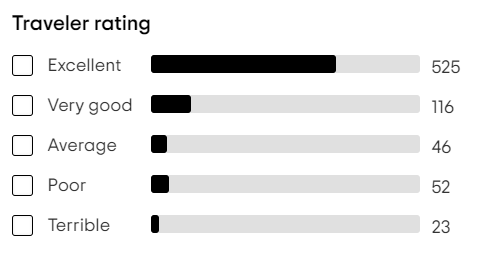 Traveler rating
Excellent 525
Very good 116
Average 46
Poor 52
Terrible 23